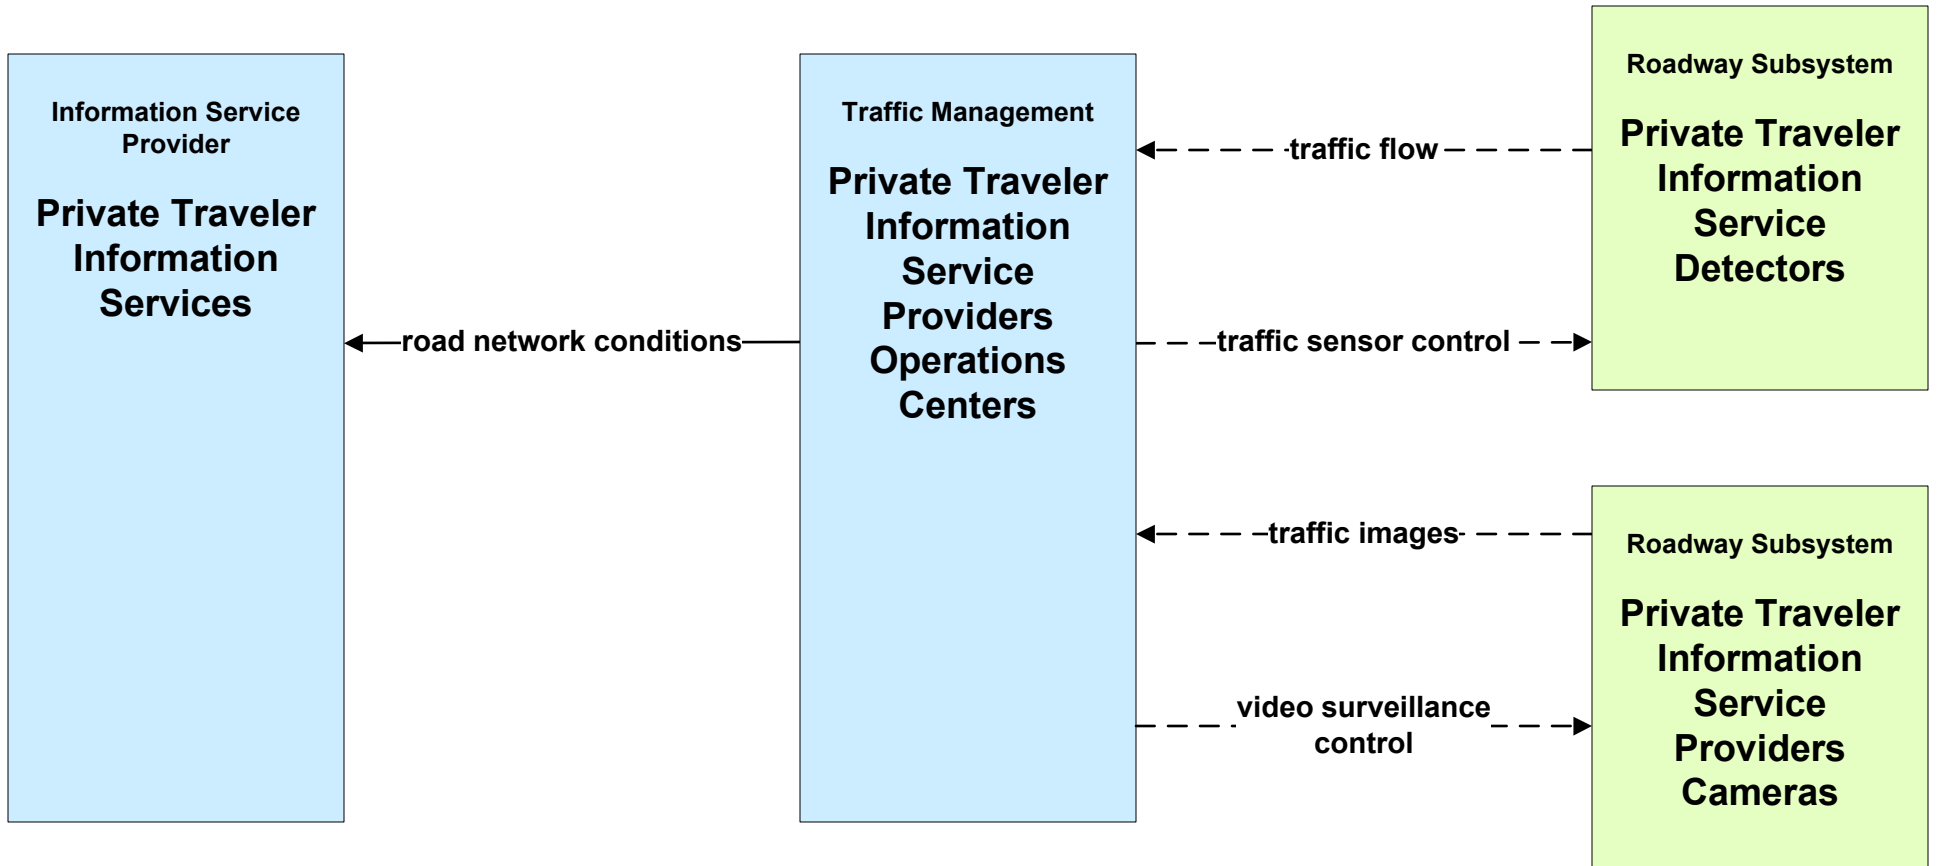 Information Service
Provider
Private Traveler
Information
Services
road network conditions
Traffic Management
Private Traveler
Information
Service
Providers
Operations
Centers
traffic flow
traffic sensor control
traffic images
video surveillance
control
Roadway Subsystem
Private Traveler
Information
Service
Detectors
Roadway Subsystem
Private Traveler
Information
Service
Providers
Cameras